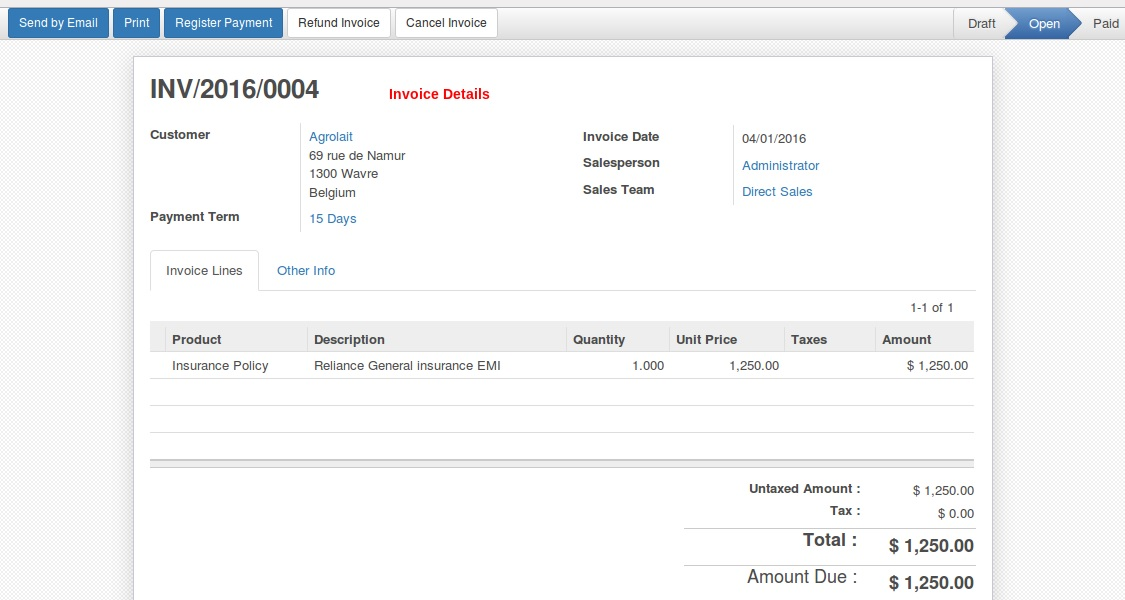 Send by Email Print Register Payment Refund Invoice Cancel Invoice Draft Open Paid
INV/2016/0004 Invoice Details
Customer Agrolait
69 rue de Namur
1300 Wavre
Belgium
Payment Term 15 Days
Invoice Date 04/01/2016
Salesperson Administrator
Sales Team Direct Sales
Invoice Lines Other Info
1-1 of 1
Product Description Quantity Unit Price Taxes Amount
Insurance Policy Reliance General insurance EMI 1.000 1,250.00 $ 1,250.00
Untaxed Amount : $ 1,250.00
Tax : $ 0.00
Total : $ 1,250.00
Amount Due : $ 1,250.00